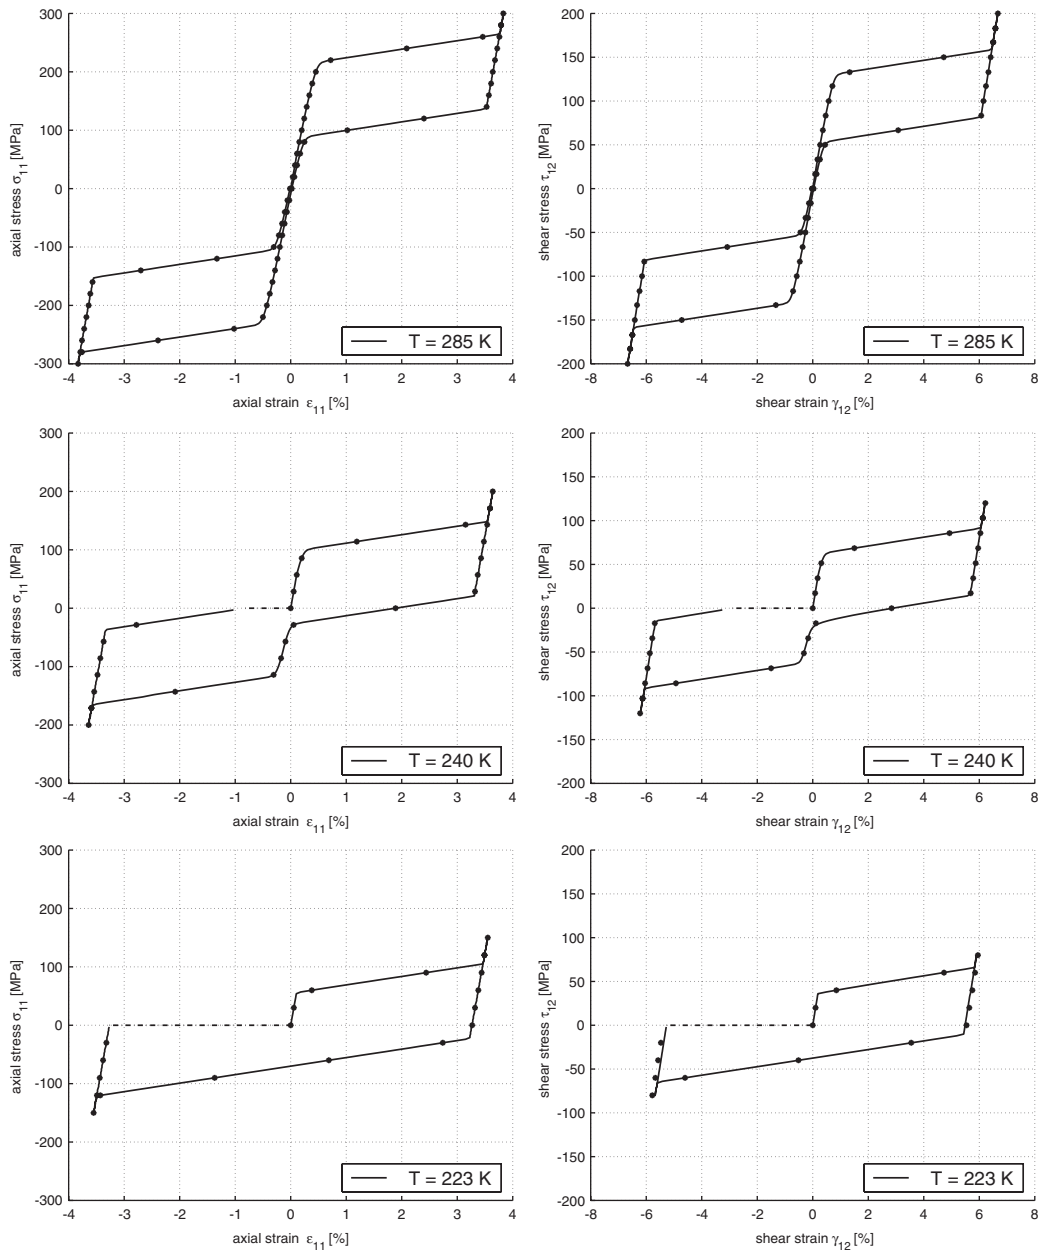 300
200
100
0
-100
-200
-300
axial stress σ11 [MPa]
T = 285 K
-4 -3 -2 -1 0 1 2 3 4
axial strain ε11 [%]
200
150
100
50
0
-50
-100
-150
-200
shear stress τ12 [MPa]
T = 285 K
-8 -6 -4 -2 0 2 4 6 8
shear strain γ12 [%]
300
200
100
0
-100
-200
-300
axial stress σ11 [MPa]
T = 240 K
-4 -3 -2 -1 0 1 2 3 4
axial strain ε11 [%]
200
150
100
50
0
-50
-100
-150
-200
shear stress τ12 [MPa]
T = 240 K
-8 -6 -4 -2 0 2 4 6 8
shear strain γ12 [%]
300
200
100
0
-100
-200
-300
axial stress σ11 [MPa]
T = 223 K
-4 -3 -2 -1 0 1 2 3 4
axial strain ε11 [%]
200
150
100
50
0
-50
-100
-150
-200
shear stress τ12 [MPa]
T = 223 K
-8 -6 -4 -2 0 2 4 6 8
shear strain γ12 [%]